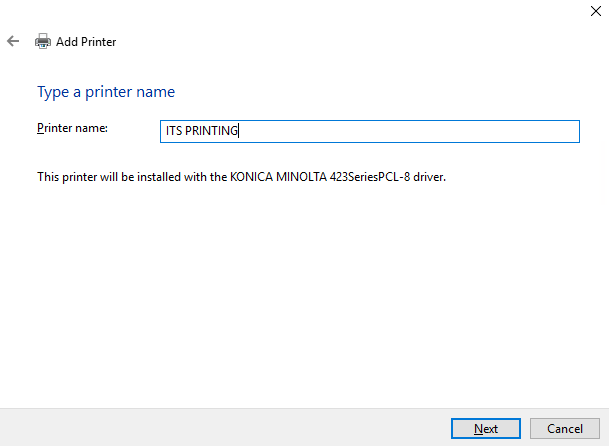 Add Printer
Type a printer name
Printer name:
ITS PRINTING
This printer will be installed with the KONICA MINOLTA 423SeriesPCL-8 driver.
Next
Cancel